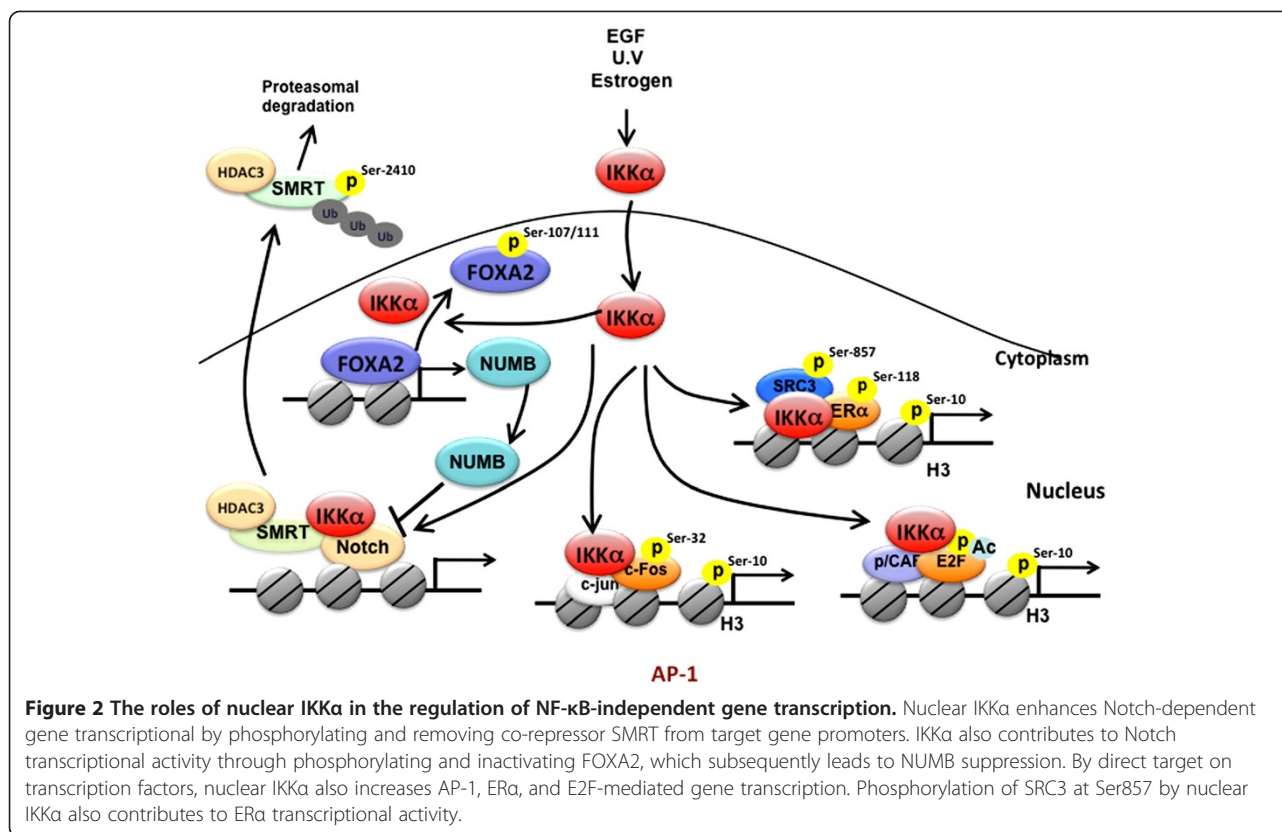 EGF
U.V
Estrogen
Proteasomal
degradation
IKKα
HDAC3
SMRT
p
Ser-2410
Ub
Ub
Ub
p
Ser-107/111
FOXA2
IKKα
IKKα
FOXA2
NUMB
Cytoplasm
p
Ser-857
SRC3
p
Ser-118
IKKα
ERα
p
Ser-10
H3
NUMB
Nucleus
HDAC3
SMRT
IKKα
Notch
IKKα
p
Ser-32
c-Fos
c-jun
p
Ser-10
H3
IKKα
p/CAF
p
Ac
E2F
p
Ser-10
H3
AP-1
Figure 2 The roles of nuclear IKKα in the regulation of NF-κB-independent gene transcription. Nuclear IKKα enhances Notch-dependent
gene transcriptional by phosphorylating and removing co-repressor SMRT from target gene promoters. IKKα also contributes to Notch
transcriptional activity through phosphorylating and inactivating FOXA2, which subsequently leads to NUMB suppression. By direct target on
transcription factors, nuclear IKKα also increases AP-1, ERα, and E2F-mediated gene transcription. Phosphorylation of SRC3 at Ser857 by nuclear
IKKα also contributes to ERα transcriptional activity.